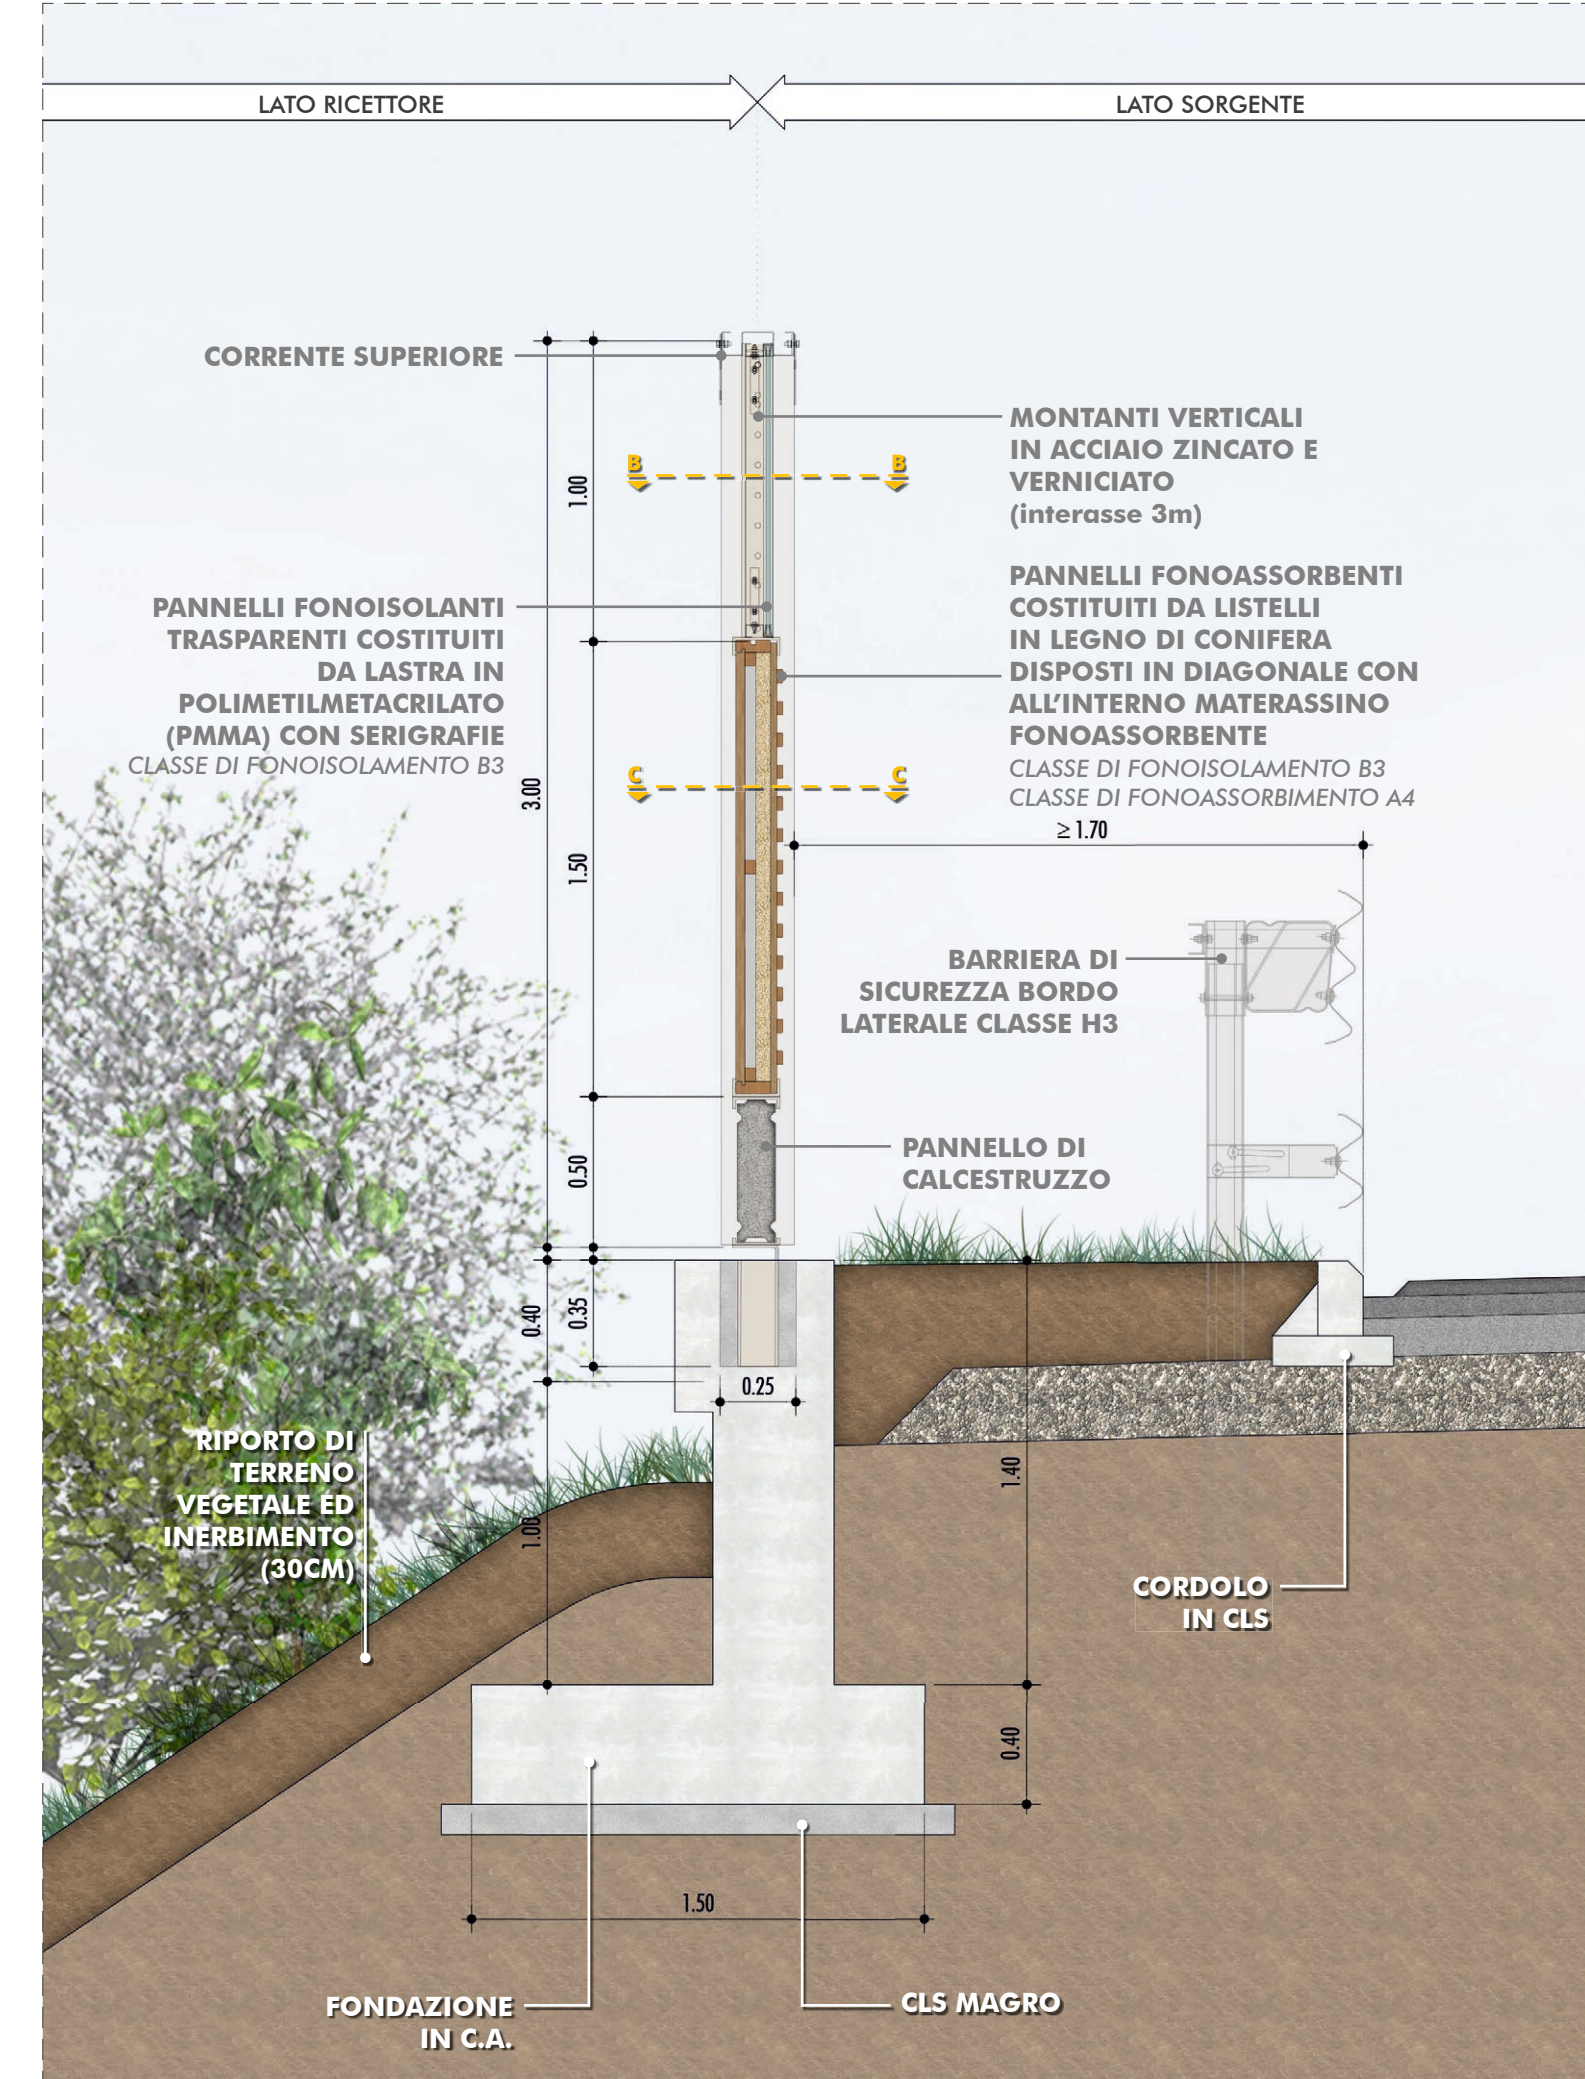 LATO RICETTORE
LATO SORGENTE
CORRENTE SUPERIORE
MONTANTI VERTICALI
IN ACCIAIO ZINCATO E
VERNICIATO
(interasse 3m)
B
B
1.00
PANNELLI FONOISOLANTI
TRASPARENTI COSTITUITI
DA LASTRA IN
POLIMETILMETACRILATO
(PMMA) CON SERIGRAFIE
CLASSE DI FONOISOLAMENTO B3
PANNELLI FONOASSORBENTI
COSTITUITI DA LISTELLI
IN LEGNO DI CONIFERA
DISPOSTI IN DIAGONALE CON
ALL'INTERNO MATERASSINO
FONOASSORBENTE
CLASSE DI FONOISOLAMENTO B3
CLASSE DI FONOASSORBIMENTO A4
C
C
3.00
≥ 1.70
1.50
BARRIERA DI
SICUREZZA BORDO
LATERALE CLASSE H3
PANNELLO DI
CALCESTRUZZO
0.50
0.40
0.35
0.25
RIPORTO DI
TERRENO
VEGETALE ED
INERBIMENTO
(30CM)
1.00
1.40
CORDOLO
IN CLS
0.40
1.50
FONDAZIONE
IN C.A.
CLS MAGRO